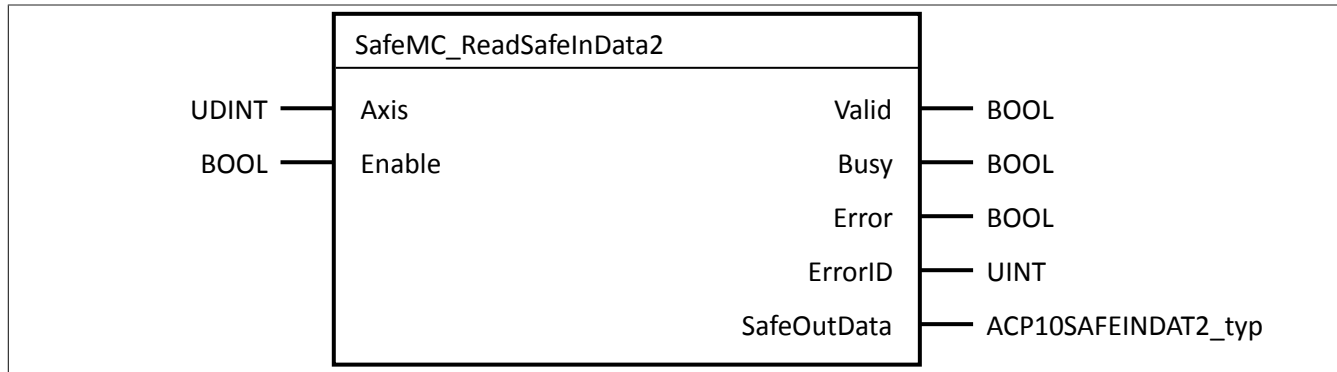 SafeMC_ReadSafeInData2
UDINT Axis Valid BOOL
BOOL Enable Busy BOOL
Error BOOL
ErrorID UINT
SafeOutData ACP10SAFEINDAT2_typ